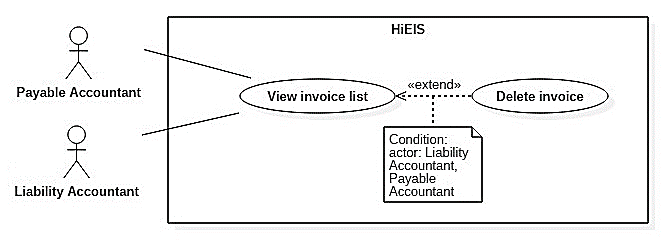 HiEIS
Payable Accountant
View invoice list
«extend»
Delete invoice
Condition:
actor: Liability
Accountant,
Payable
Accountant
Liability Accountant